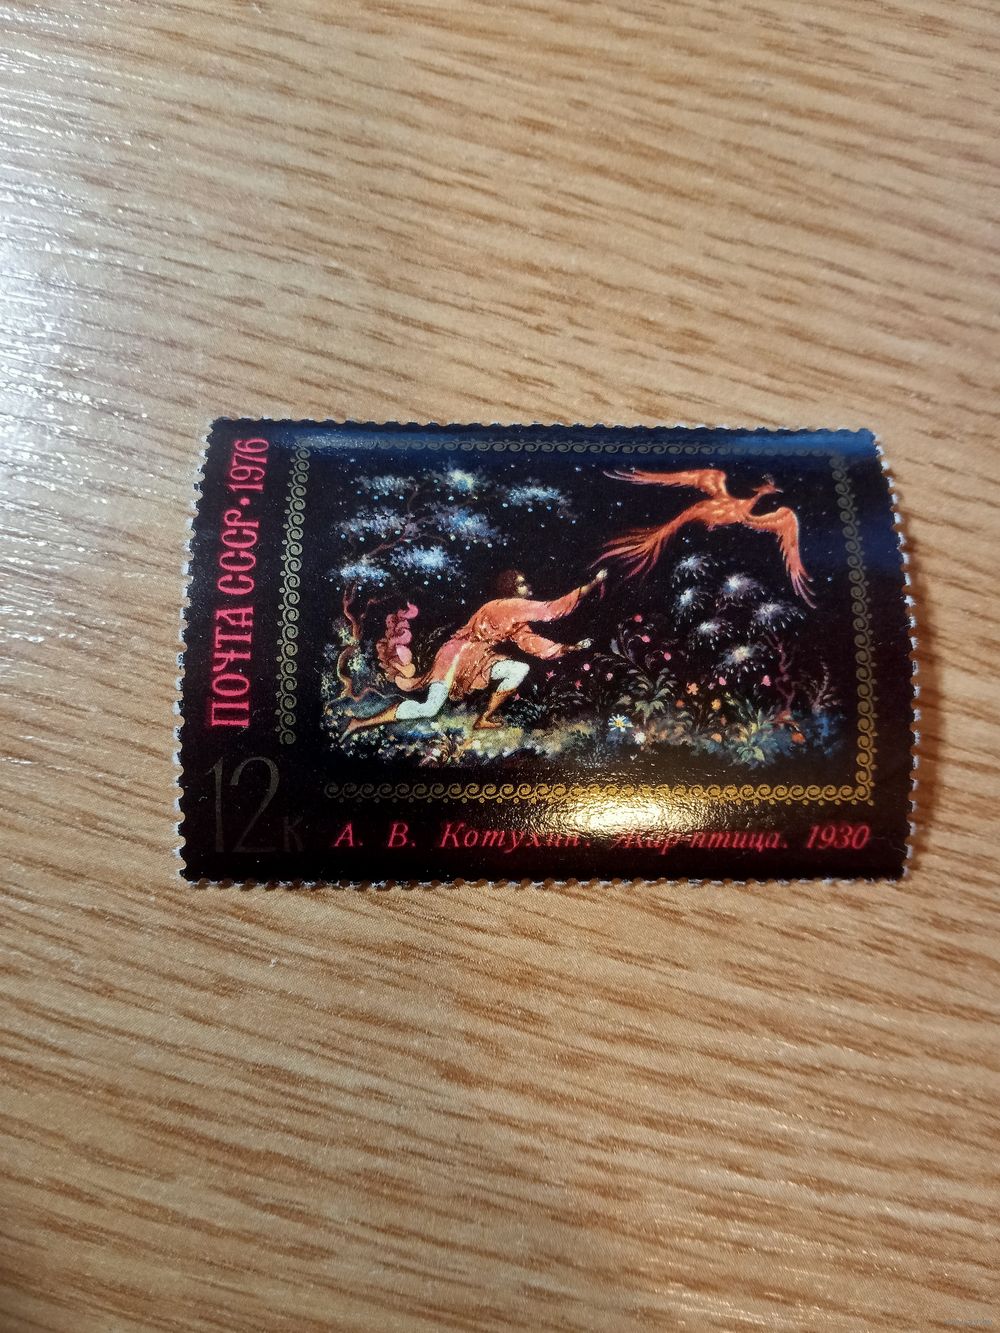 ПОЧТА СССР • 1976
12к
А. В. Котухин. Жар-птица. 1930